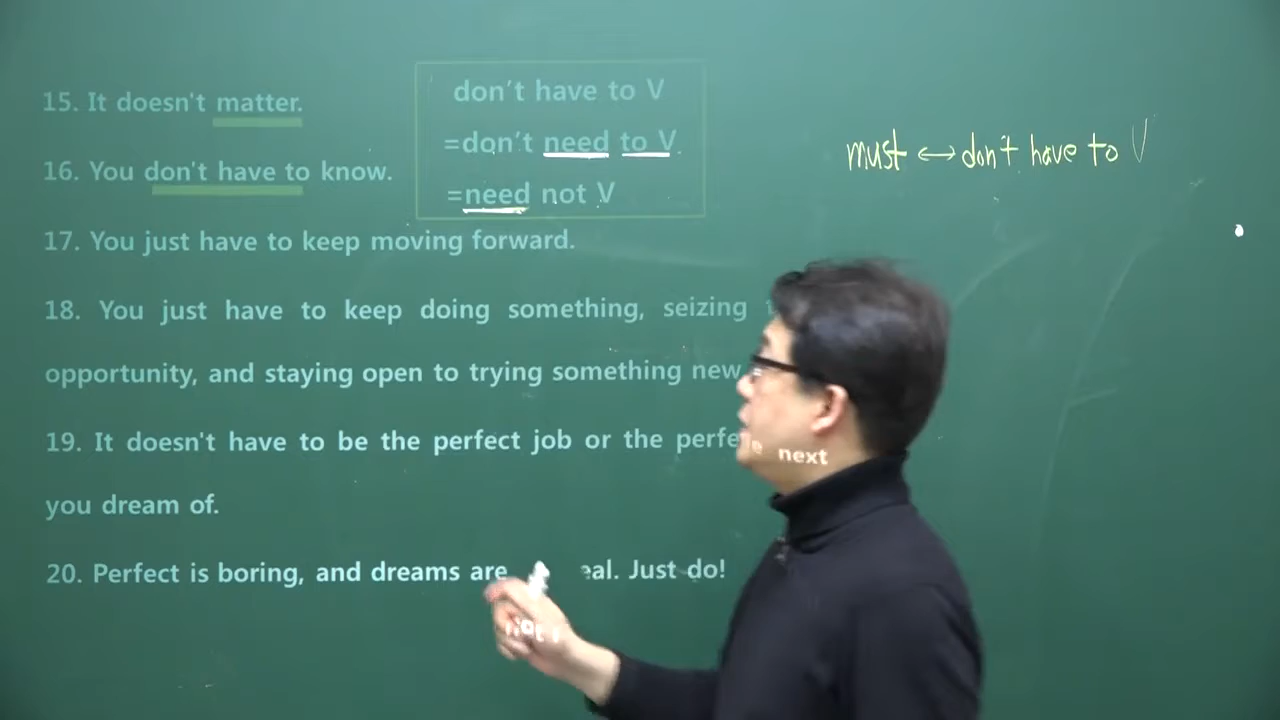 15. It doesn't matter.
don't have to V
=don't need to V
=need not V
must ↔ don't have to V
16. You don't have to know.
17. You just have to keep moving forward.
18. You just have to keep doing something, seizing
opportunity, and staying open to trying something new
19. It doesn't have to be the perfect job or the
next
you dream of.
20. Perfect is boring, and dreams are
Just do!